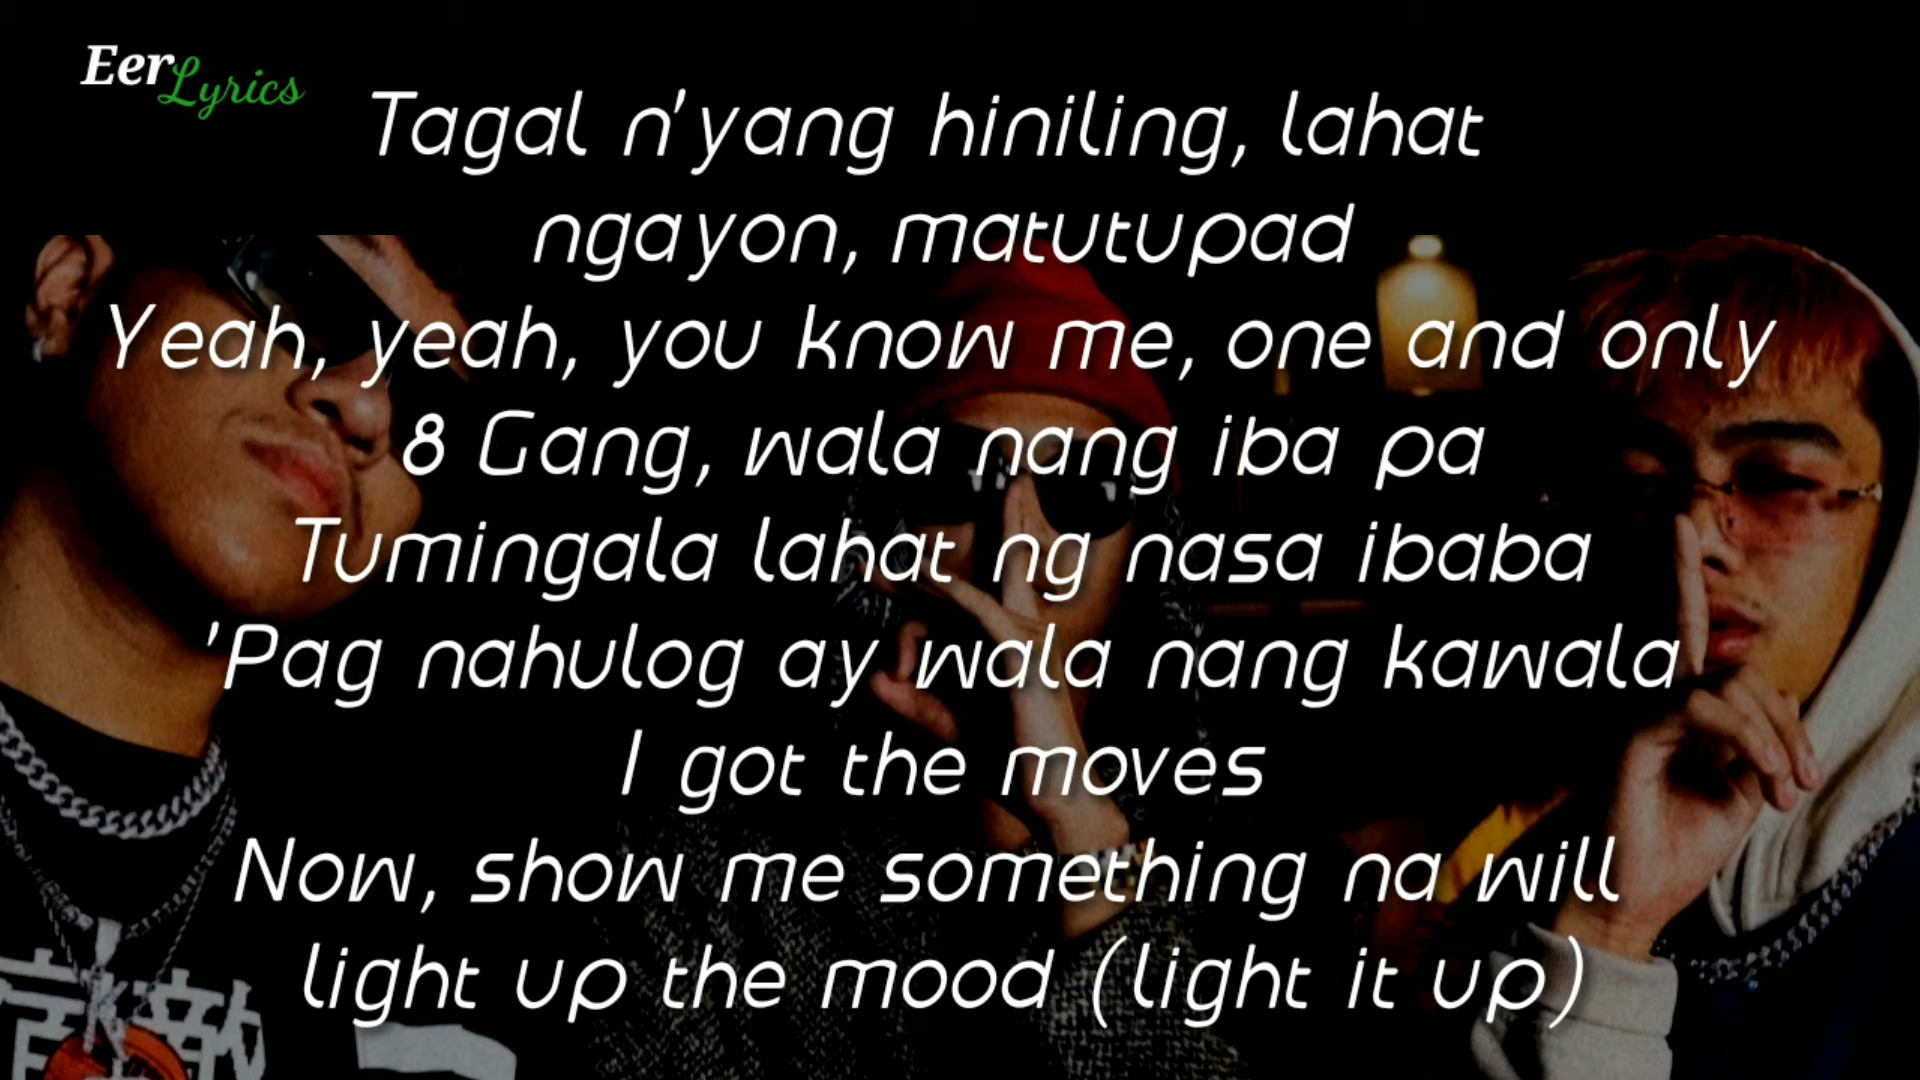 EerLyrics
Tagal n'yang hiniling, lahat
ngayon, matutupad
Yeah, yeah, you know me, one and only
8 Gang, wala nang iba pa
Tumingala lahat ng nasa ibaba
'Pag nahulog ay wala nang kawala
I got the moves
Now, show me something na will
light up the mood (light it up)